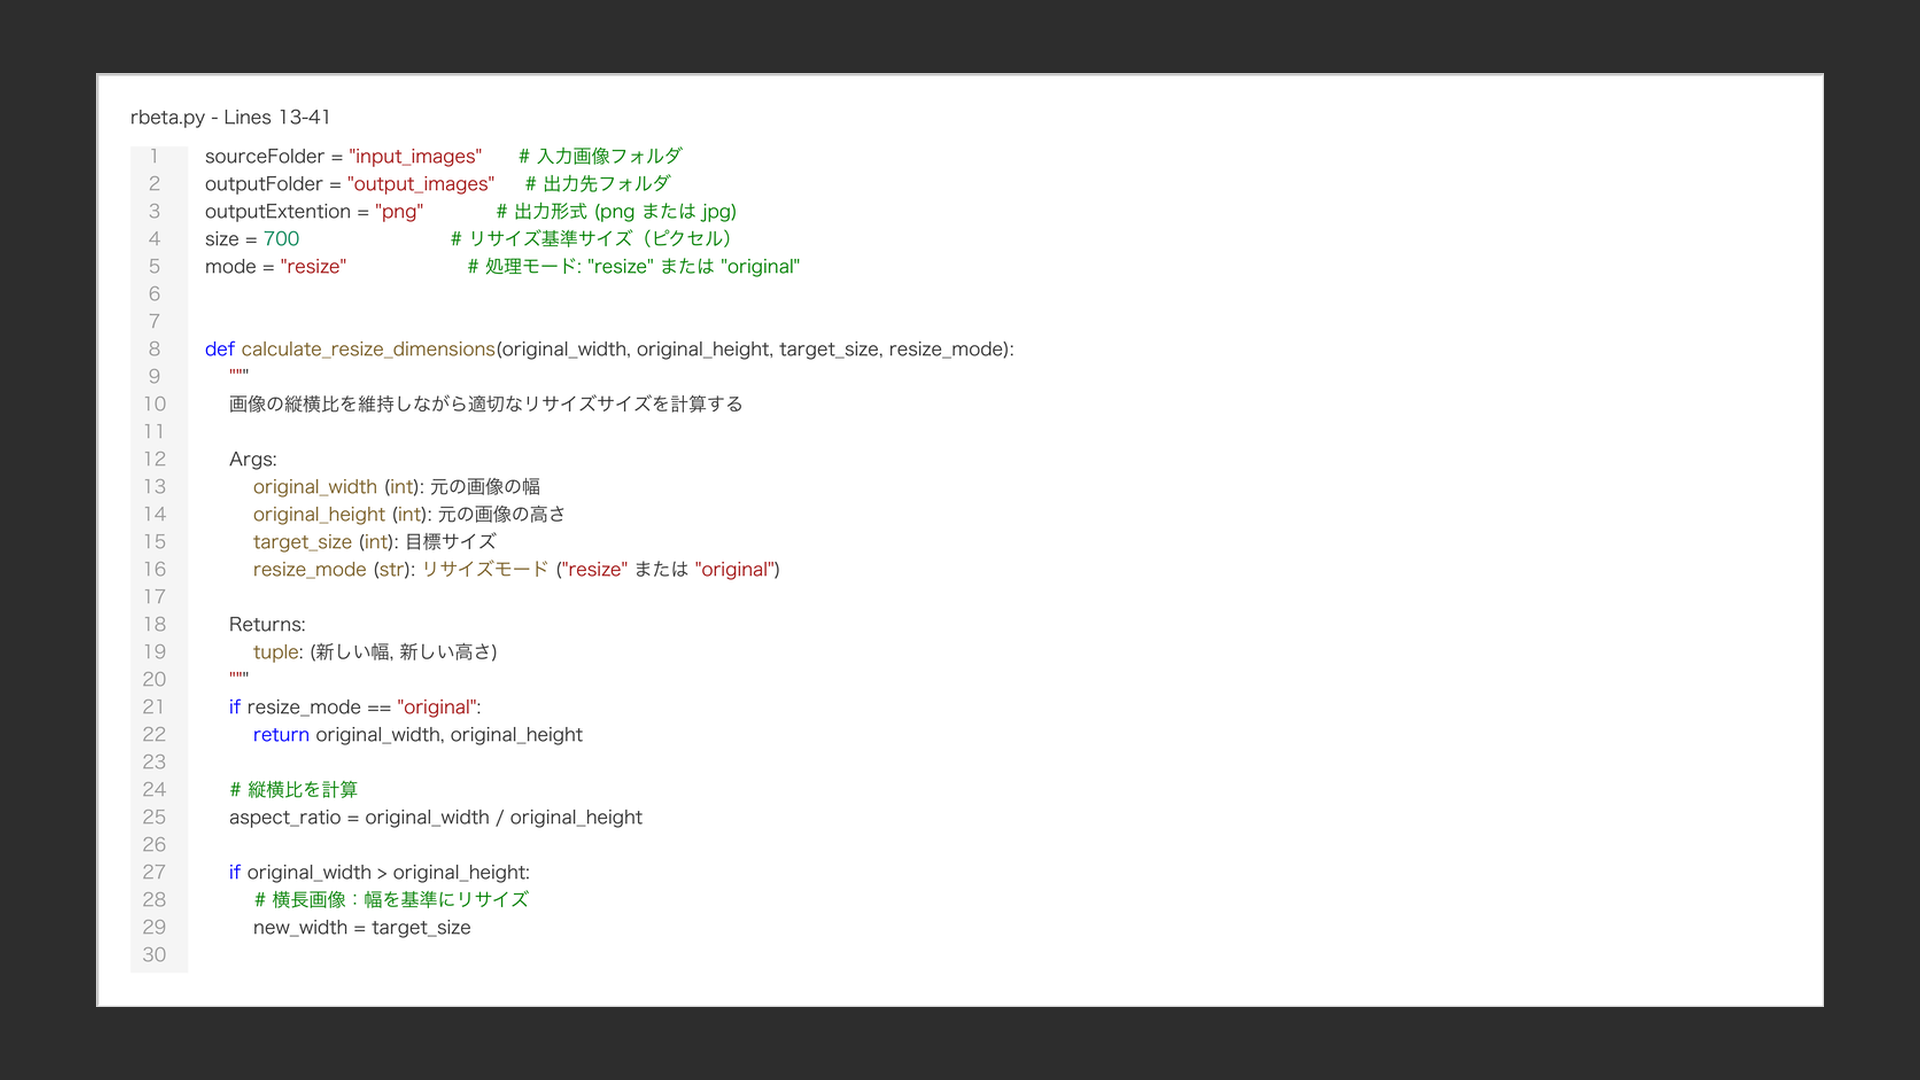 rbeta.py - Lines 13-41
1 sourceFolder = "input_images" # 入力画像フォルダ
2 outputFolder = "output_images" # 出力先フォルダ
3 outputExtention = "png" # 出力形式 (png または jpg)
4 size = 700 # リサイズ基準サイズ（ピクセル）
5 mode = "resize" # 処理モード: "resize" または "original"
6
7
8 def calculate_resize_dimensions(original_width, original_height, target_size, resize_mode):
9 """
10 画像の縦横比を維持しながら適切なリサイズサイズを計算する
11
12 Args:
13 original_width (int): 元の画像の幅
14 original_height (int): 元の画像の高さ
15 target_size (int): 目標サイズ
16 resize_mode (str): リサイズモード ("resize" または "original")
17
18 Returns:
19 tuple: (新しい幅, 新しい高さ)
20 """
21 if resize_mode == "original":
22 return original_width, original_height
23
24 # 縦横比を計算
25 aspect_ratio = original_width / original_height
26
27 if original_width > original_height:
28 # 横長画像：幅を基準にリサイズ
29 new_width = target_size
30